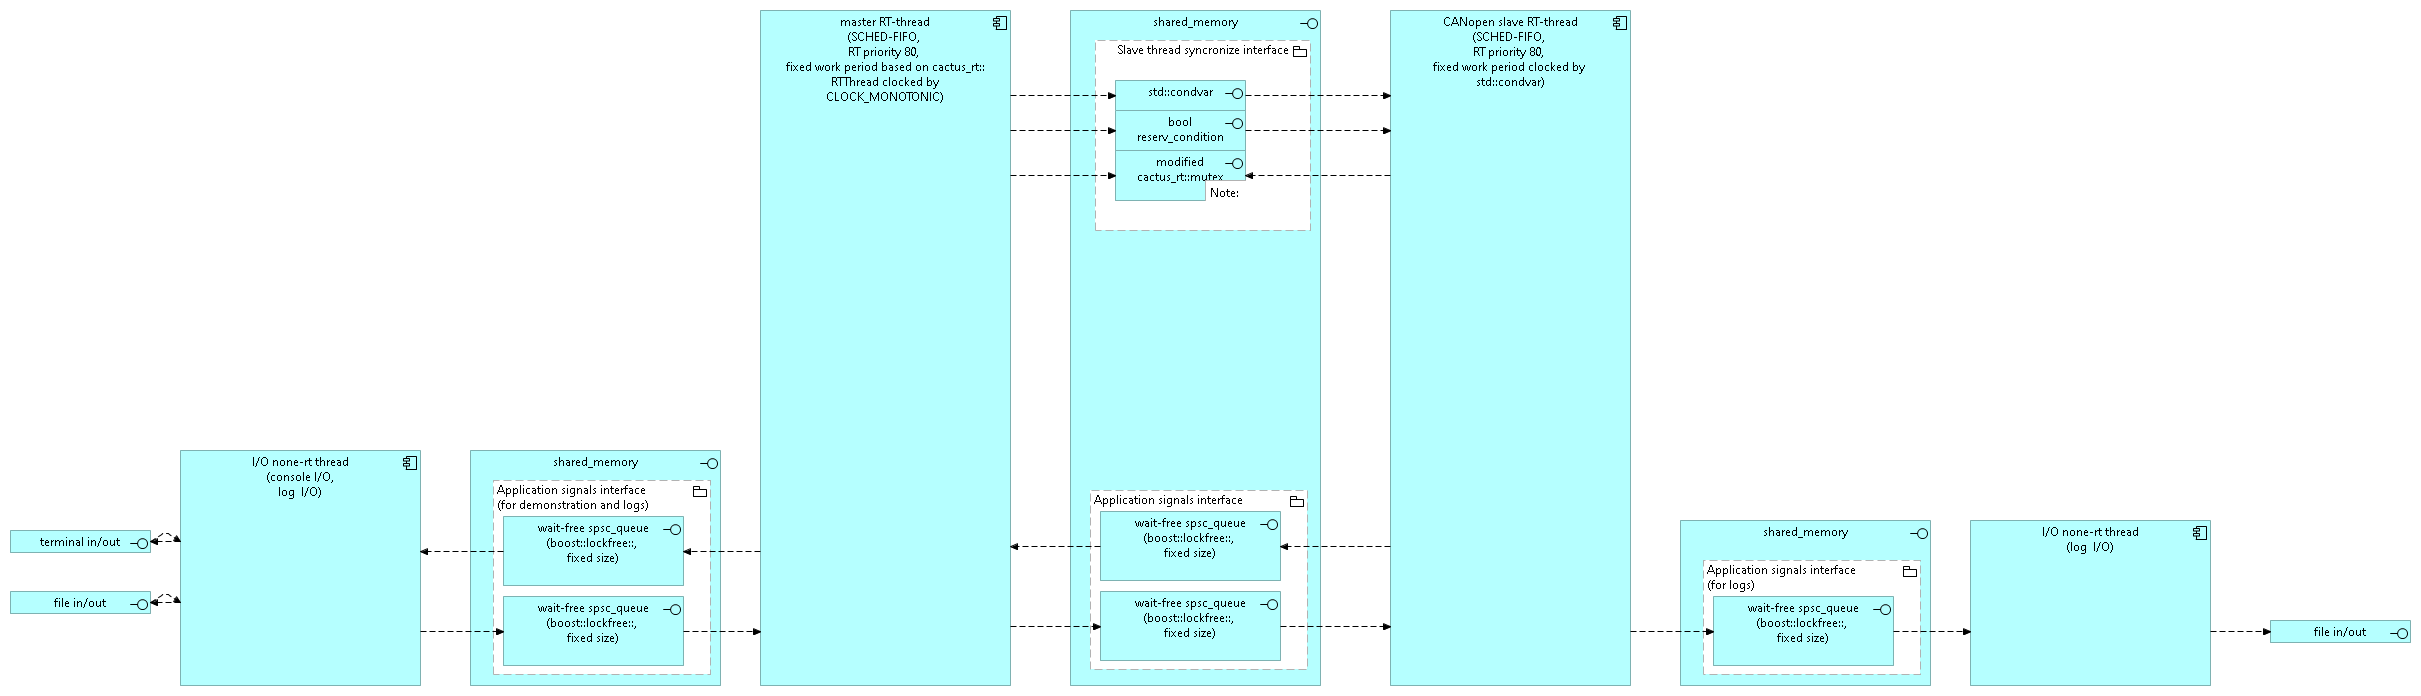 master RT-thread
(SCHED-FIFO,
RT priority 80,
fixed work period based on cactus_rt::
RTThread clocked by
CLOCK_MONOTONIC)
shared_memory
Slave thread syncronize interface
std::condvar
bool
reserv_condition
modified
cactus_rt::mutex
Note:
CANopen slave RT-thread
(SCHED-FIFO,
RT priority 80,
fixed work period clocked by
std::condvar)
terminal in/out
file in/out
I/O none-rt thread
(console I/O,
log I/O)
shared_memory
Application signals interface
(for demonstration and logs)
wait-free spsc_queue
(boost::lockfree::,
fixed size)
wait-free spsc_queue
(boost::lockfree::,
fixed size)
Application signals interface
wait-free spsc_queue
(boost::lockfree::,
fixed size)
wait-free spsc_queue
(boost::lockfree::,
fixed size)
shared_memory
Application signals interface
(for logs)
wait-free spsc_queue
(boost::lockfree::,
fixed size)
I/O none-rt thread
(log I/O)
file in/out